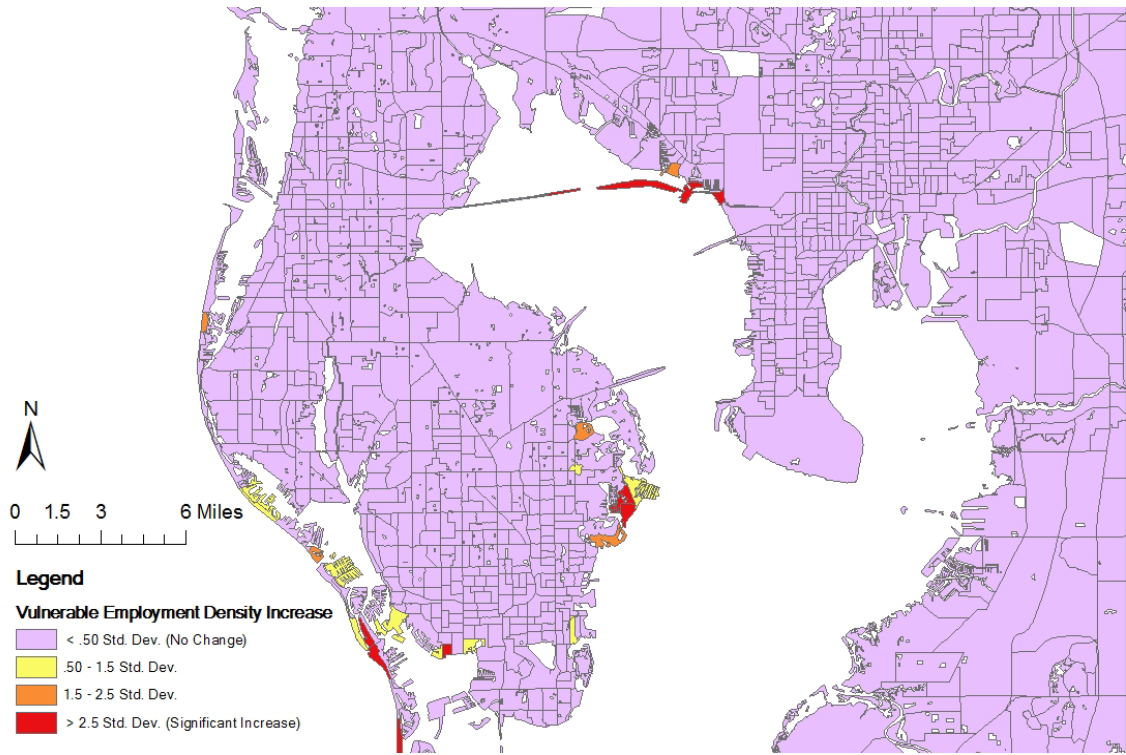 N
0 1.5 3 6 Miles
Legend
Vulnerable Employment Density Increase
< .50 Std. Dev. (No Change)
.50 - 1.5 Std. Dev.
1.5 - 2.5 Std. Dev.
> 2.5 Std. Dev. (Significant Increase)